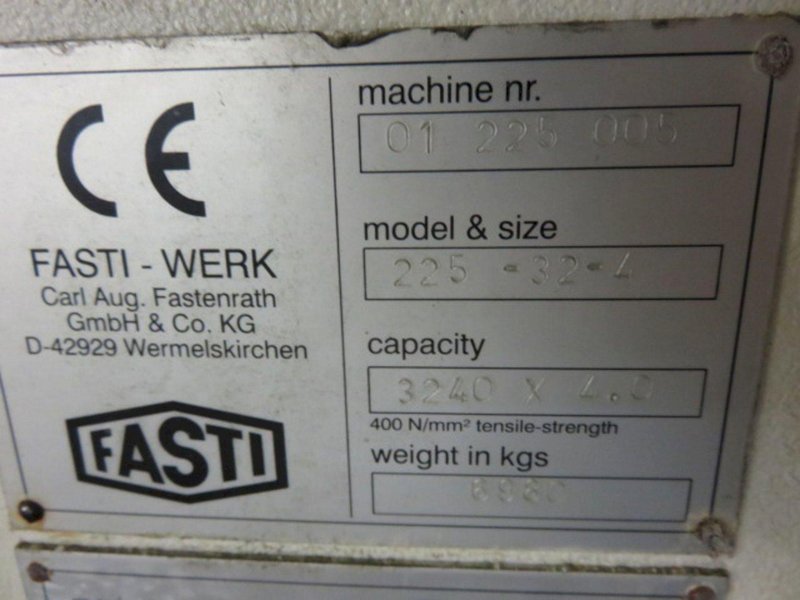 CE
FASTI - WERK
Carl Aug. Fastenrath
GmbH & Co. KG
D-42929 Wermelskirchen
FASTI
machine nr.
01 225 005
model & size
225 -32-4
capacity
3240 X 4.0
400 N/mm² tensile-strength
weight in kgs